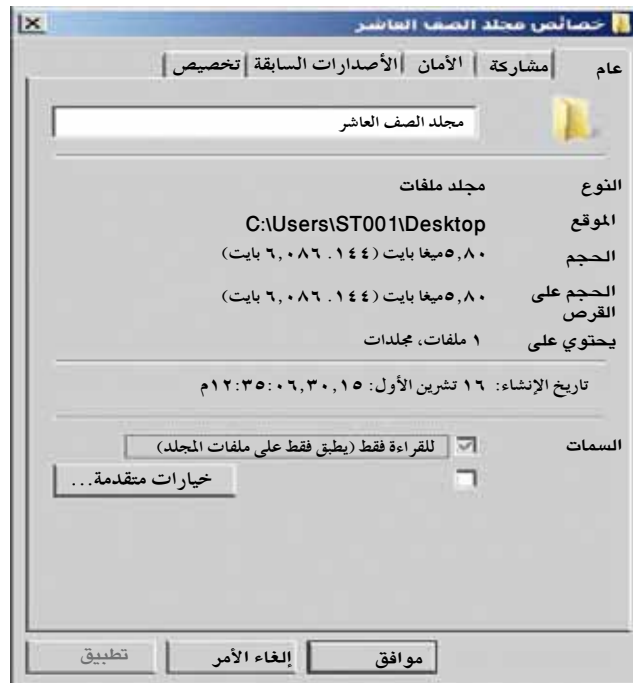 خصائص مجلد الصف العاشر
عام مشاركة الأمان الأصدارات السابقة تخصيص
مجلد الصف العاشر
النوع مجلد ملفات
الموقع C:\Users\ST001\Desktop
الحجم ٥,٨٠ميغا بايت (٦,٠٨٦.١٤٤ بايت)
الحجم على القرص ٥,٨٠ميغا بايت (٦,٠٨٦.١٤٤ بايت)
يحتوي على ١ ملفات، مجلدات
تاريخ الإنشاء: ١٦ تشرين الأول: ١٢:٣٥:٠٦,٣٠,١٥م
السمات للقراءة فقط (يطبق فقط على ملفات المجلد)
خيارات متقدمة...
موافق إلغاء الأمر تطبيق